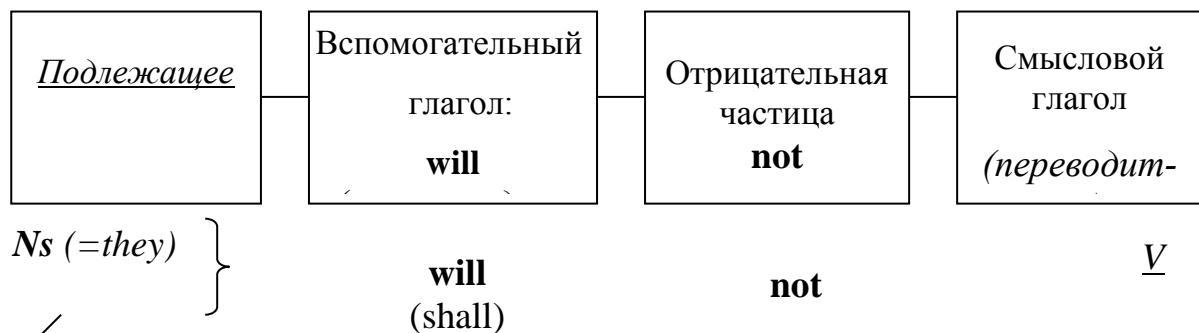 Подлежащее
Вспомогательный
глагол:
will
Отрицательная
частица
not
Смысловой
глагол
(переводит-
Ns (=they)
will
(shall)
not
V